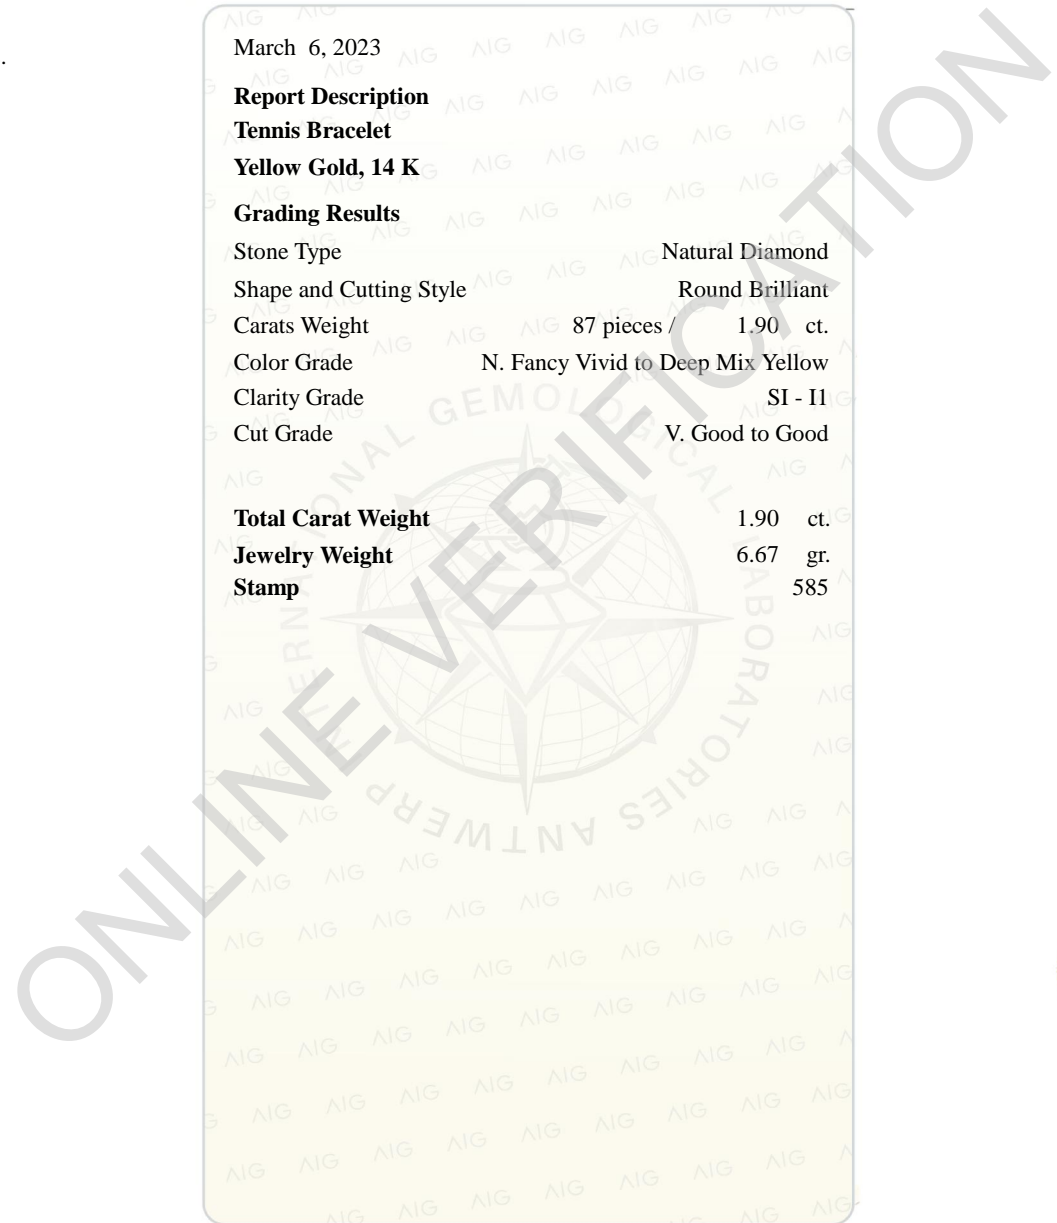 March 6, 2023
Report Description
Tennis Bracelet
Yellow Gold, 14 K
Grading Results
Stone Type Natural Diamond
Shape and Cutting Style Round Brilliant
Carats Weight 87 pieces / 1.90 ct.
Color Grade N. Fancy Vivid to Deep Mix Yellow
Clarity Grade SI - I1
Cut Grade V. Good to Good
Total Carat Weight 1.90 ct.
Jewelry Weight 6.67 gr.
Stamp 585
ONLINE VERIFICATION
ANTWERP INTERNATIONAL GEMOLOGICAL LABORATORIES
AIG